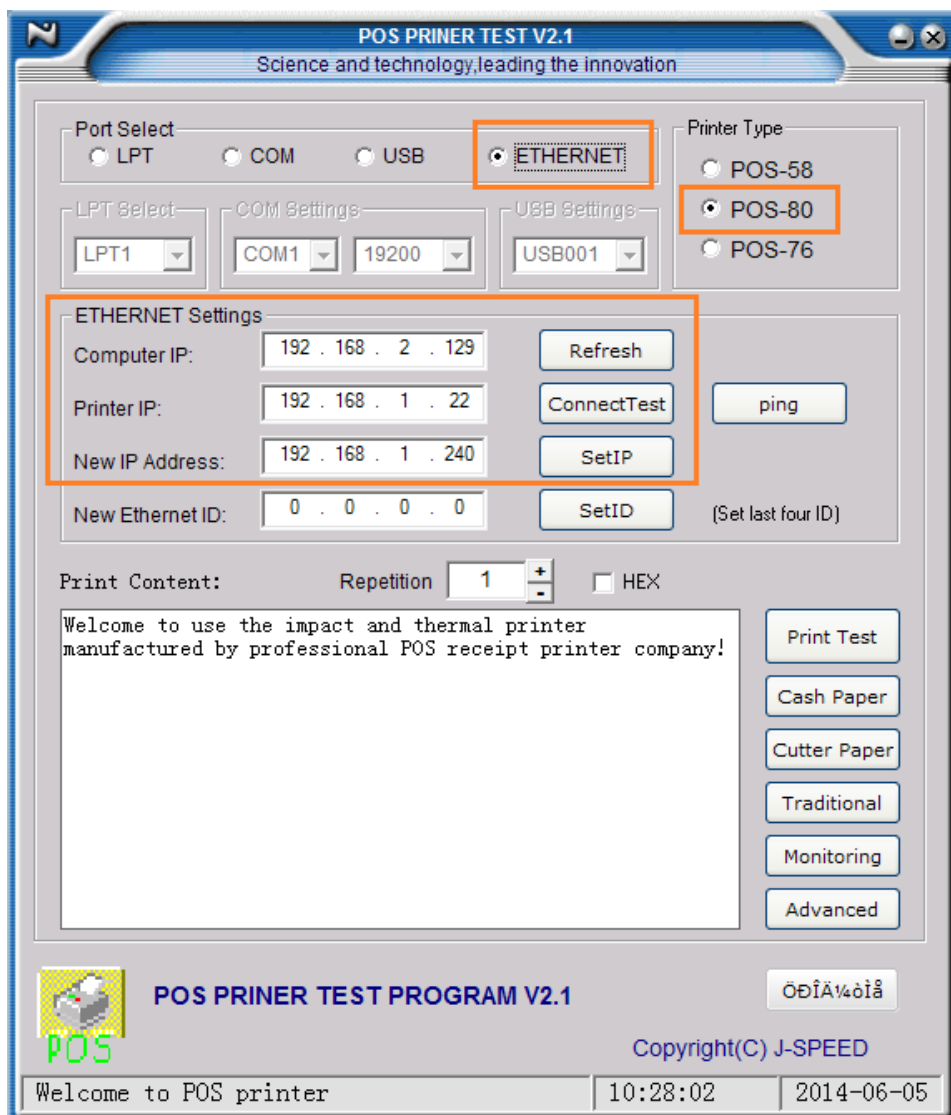 POS PRINER TEST V2.1
Science and technology,leading the innovation
Port Select
LPT COM USB ETHERNET
Printer Type
POS-58
POS-80
POS-76
LPT Select
LPT1
COM Settings
COM1 19200
USB Settings
USB001
ETHERNET Settings
Computer IP: 192 . 168 . 2 . 129 Refresh
Printer IP: 192 . 168 . 1 . 22 ConnectTest ping
New IP Address: 192 . 168 . 1 . 240 SetIP
New Ethernet ID: 0 . 0 . 0 . 0 SetID (Set last four ID)
Print Content: Repetition 1 + - HEX
Welcome to use the impact and thermal printer
manufactured by professional POS receipt printer company!
Print Test
Cash Paper
Cutter Paper
Traditional
Monitoring
Advanced
POS
POS PRINER TEST PROGRAM V2.1
ÖÐÎÄ¼òÌå
Copyright(C) J-SPEED
Welcome to POS printer 10:28:02 2014-06-05